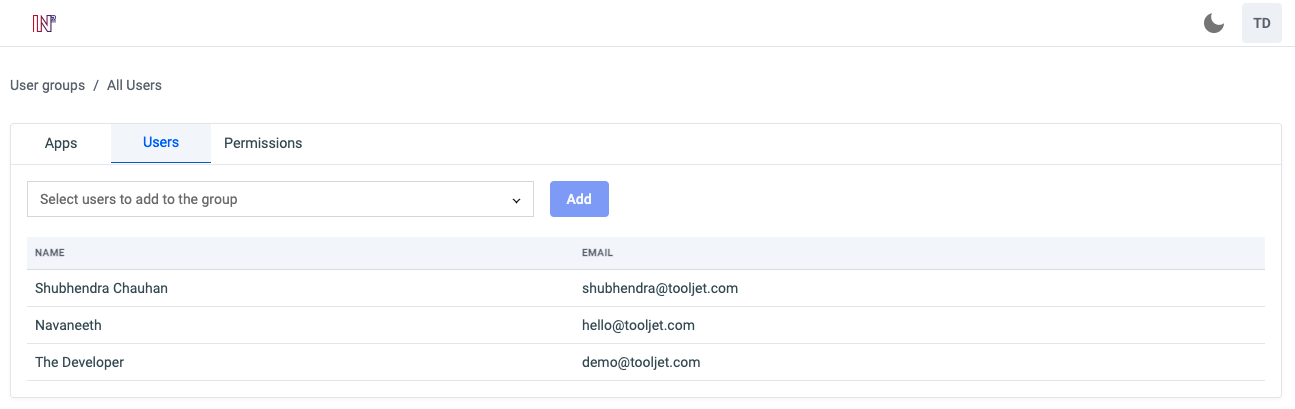 TD
User groups / All Users
Apps Users Permissions
Select users to add to the group Add
NAME EMAIL
Shubhendra Chauhan shubhendra@tooljet.com
Navaneeth hello@tooljet.com
The Developer demo@tooljet.com